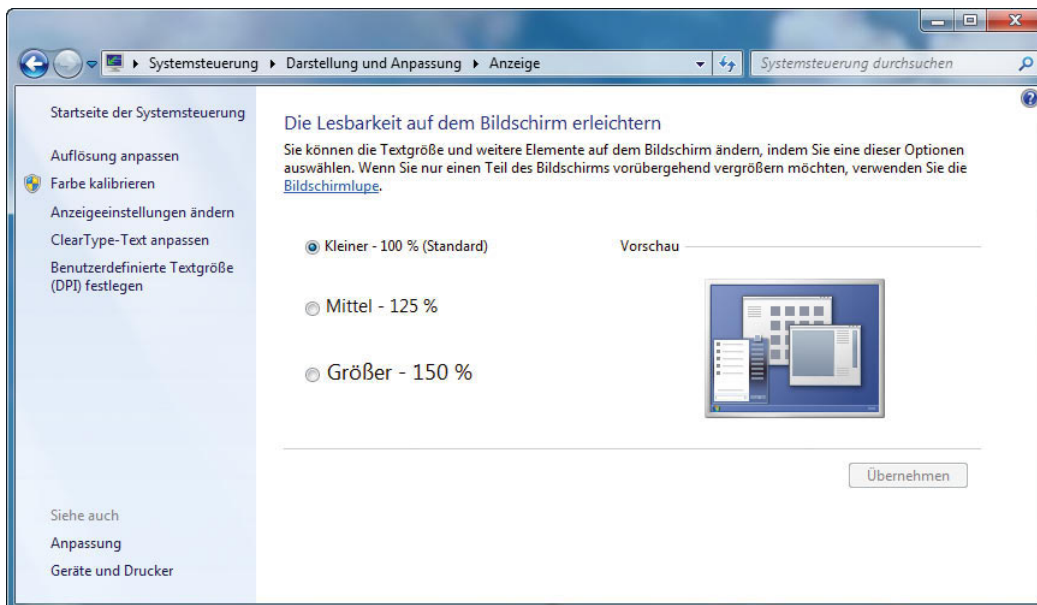 Systemsteuerung Darstellung und Anpassung Anzeige
Systemsteuerung durchsuchen
Startseite der Systemsteuerung
Auflösung anpassen
Farbe kalibrieren
Anzeigeeinstellungen ändern
ClearType-Text anpassen
Benutzerdefinierte Textgröße
(DPI) festlegen
Siehe auch
Anpassung
Geräte und Drucker
Die Lesbarkeit auf dem Bildschirm erleichtern
Sie können die Textgröße und weitere Elemente auf dem Bildschirm ändern, indem Sie eine dieser Optionen
auswählen. Wenn Sie nur einen Teil des Bildschirms vorübergehend vergrößern möchten, verwenden Sie die
Bildschirmlupe.
Kleiner - 100 % (Standard)
Mittel - 125 %
Größer - 150 %
Vorschau
Übernehmen